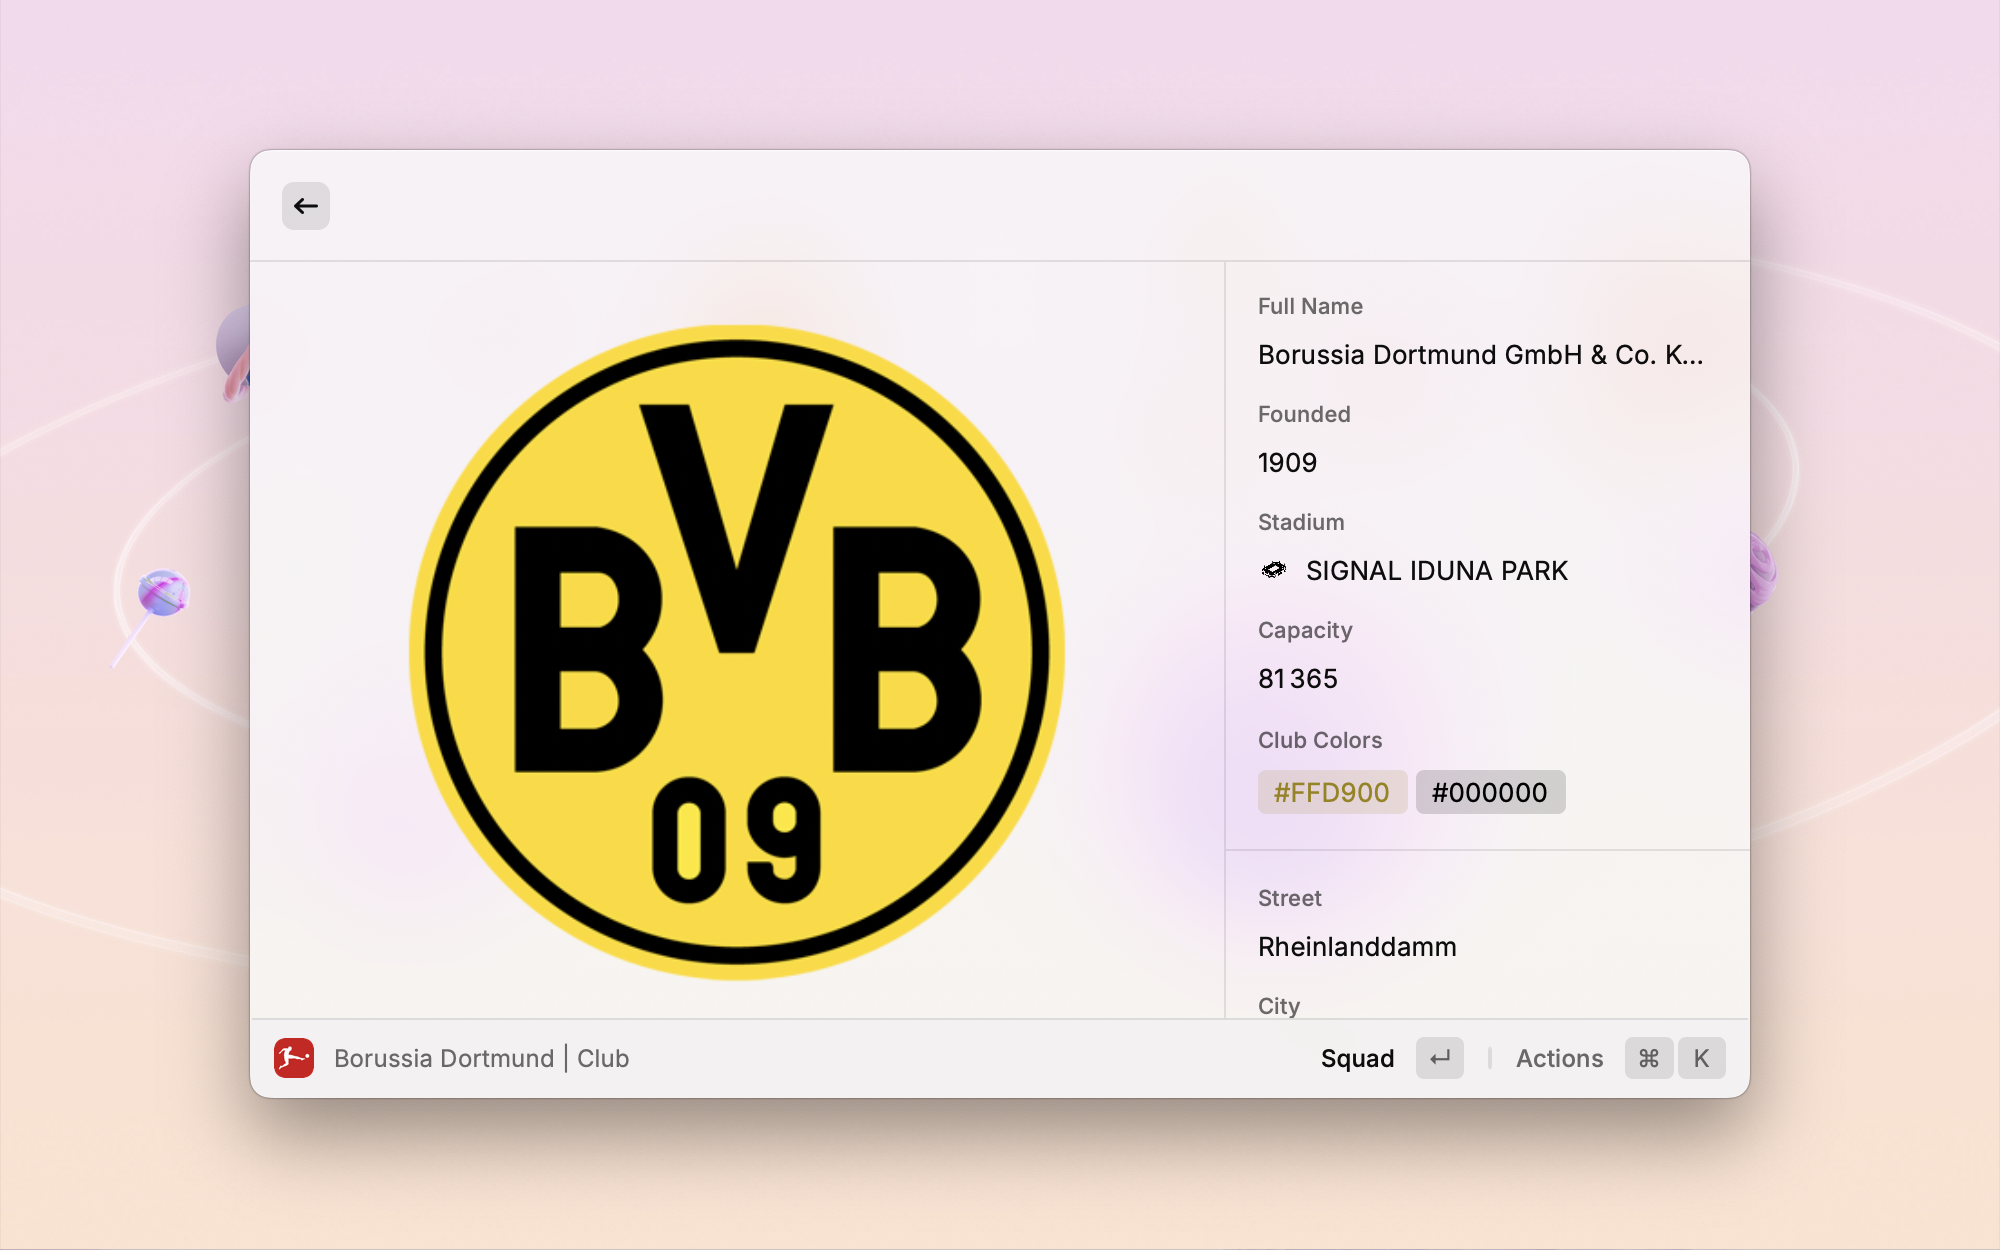 BVB
09
Full Name
Borussia Dortmund GmbH & Co. K...
Founded
1909
Stadium
SIGNAL IDUNA PARK
Capacity
81 365
Club Colors
#FFD900 #000000
Street
Rheinlanddamm
City
Borussia Dortmund | Club
Squad ↵ Actions ⌘ K